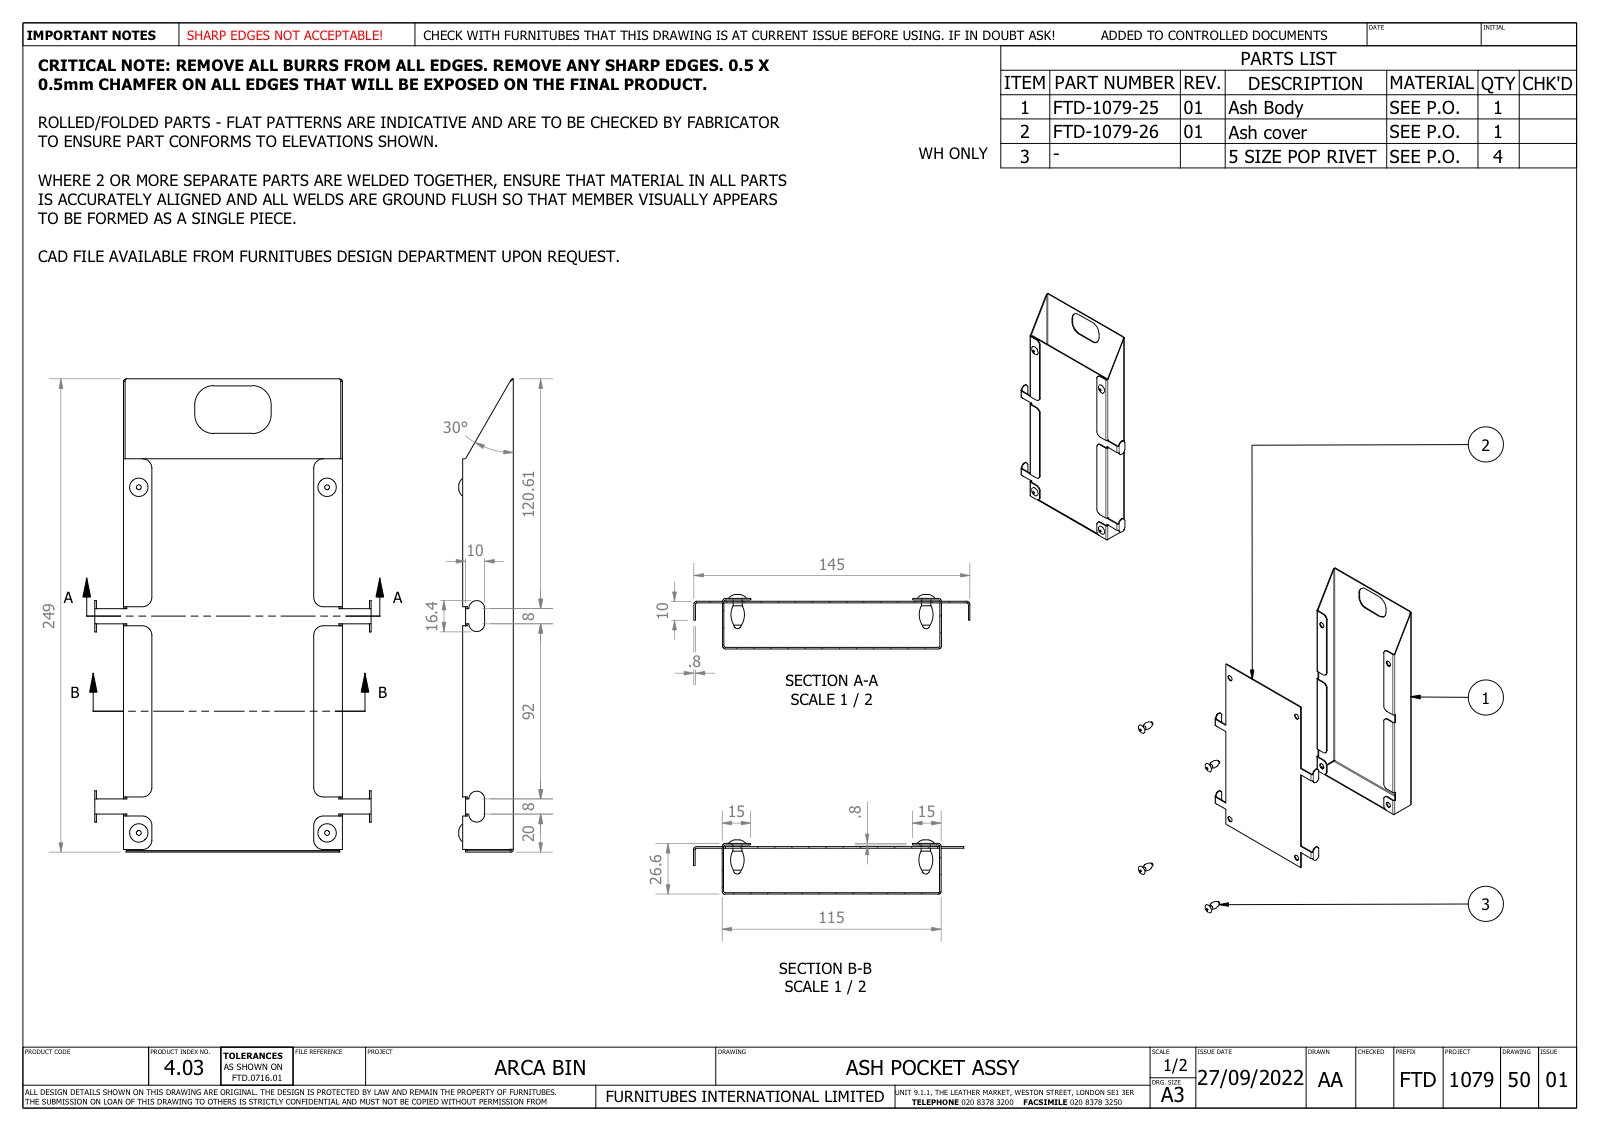 IMPORTANT NOTES
SHARP EDGES NOT ACCEPTABLE!
CHECK WITH FURNITUBES THAT THIS DRAWING IS AT CURRENT ISSUE BEFORE USING. IF IN DOUBT ASK!
ADDED TO CONTROLLED DOCUMENTS
DATE
INITIAL
CRITICAL NOTE: REMOVE ALL BURRS FROM ALL EDGES. REMOVE ANY SHARP EDGES. 0.5 X
0.5mm CHAMFER ON ALL EDGES THAT WILL BE EXPOSED ON THE FINAL PRODUCT.
ROLLED/FOLDED PARTS - FLAT PATTERNS ARE INDICATIVE AND ARE TO BE CHECKED BY FABRICATOR
TO ENSURE PART CONFORMS TO ELEVATIONS SHOWN.
WHERE 2 OR MORE SEPARATE PARTS ARE WELDED TOGETHER, ENSURE THAT MATERIAL IN ALL PARTS
IS ACCURATELY ALIGNED AND ALL WELDS ARE GROUND FLUSH SO THAT MEMBER VISUALLY APPEARS
TO BE FORMED AS A SINGLE PIECE.
CAD FILE AVAILABLE FROM FURNITUBES DESIGN DEPARTMENT UPON REQUEST.
PARTS LIST
ITEM PART NUMBER REV. DESCRIPTION MATERIAL QTY CHK'D
1 FTD-1079-25 01 Ash Body SEE P.O. 1
2 FTD-1079-26 01 Ash cover SEE P.O. 1
WH ONLY 3 - 5 SIZE POP RIVET SEE P.O. 4
249
A
A
B
B
30°
120.61
10
16.4
8
92
8
20
145
10
.8
SECTION A-A
SCALE 1 / 2
15
.8
15
26.6
115
SECTION B-B
SCALE 1 / 2
2
1
3
PRODUCT CODE
PRODUCT INDEX NO.
4.03
TOLERANCES
AS SHOWN ON
FTD.0716.01
FILE REFERENCE
PROJECT
ARCA BIN
DRAWING
ASH POCKET ASSY
SCALE
1/2
DRG. SIZE
A3
ISSUE DATE
27/09/2022
DRAWN
AA
CHECKED
PREFIX
FTD
PROJECT
1079
DRAWING
50
ISSUE
01
ALL DESIGN DETAILS SHOWN ON THIS DRAWING ARE ORIGINAL. THE DESIGN IS PROTECTED BY LAW AND REMAIN THE PROPERTY OF FURNITUBES.
THE SUBMISSION ON LOAN OF THIS DRAWING TO OTHERS IS STRICTLY CONFIDENTIAL AND MUST NOT BE COPIED WITHOUT PERMISSION FROM
FURNITUBES INTERNATIONAL LIMITED
UNIT 9.1.1, THE LEATHER MARKET, WESTON STREET, LONDON SE1 3ER
TELEPHONE 020 8378 3200 FACSIMILE 020 8378 3250